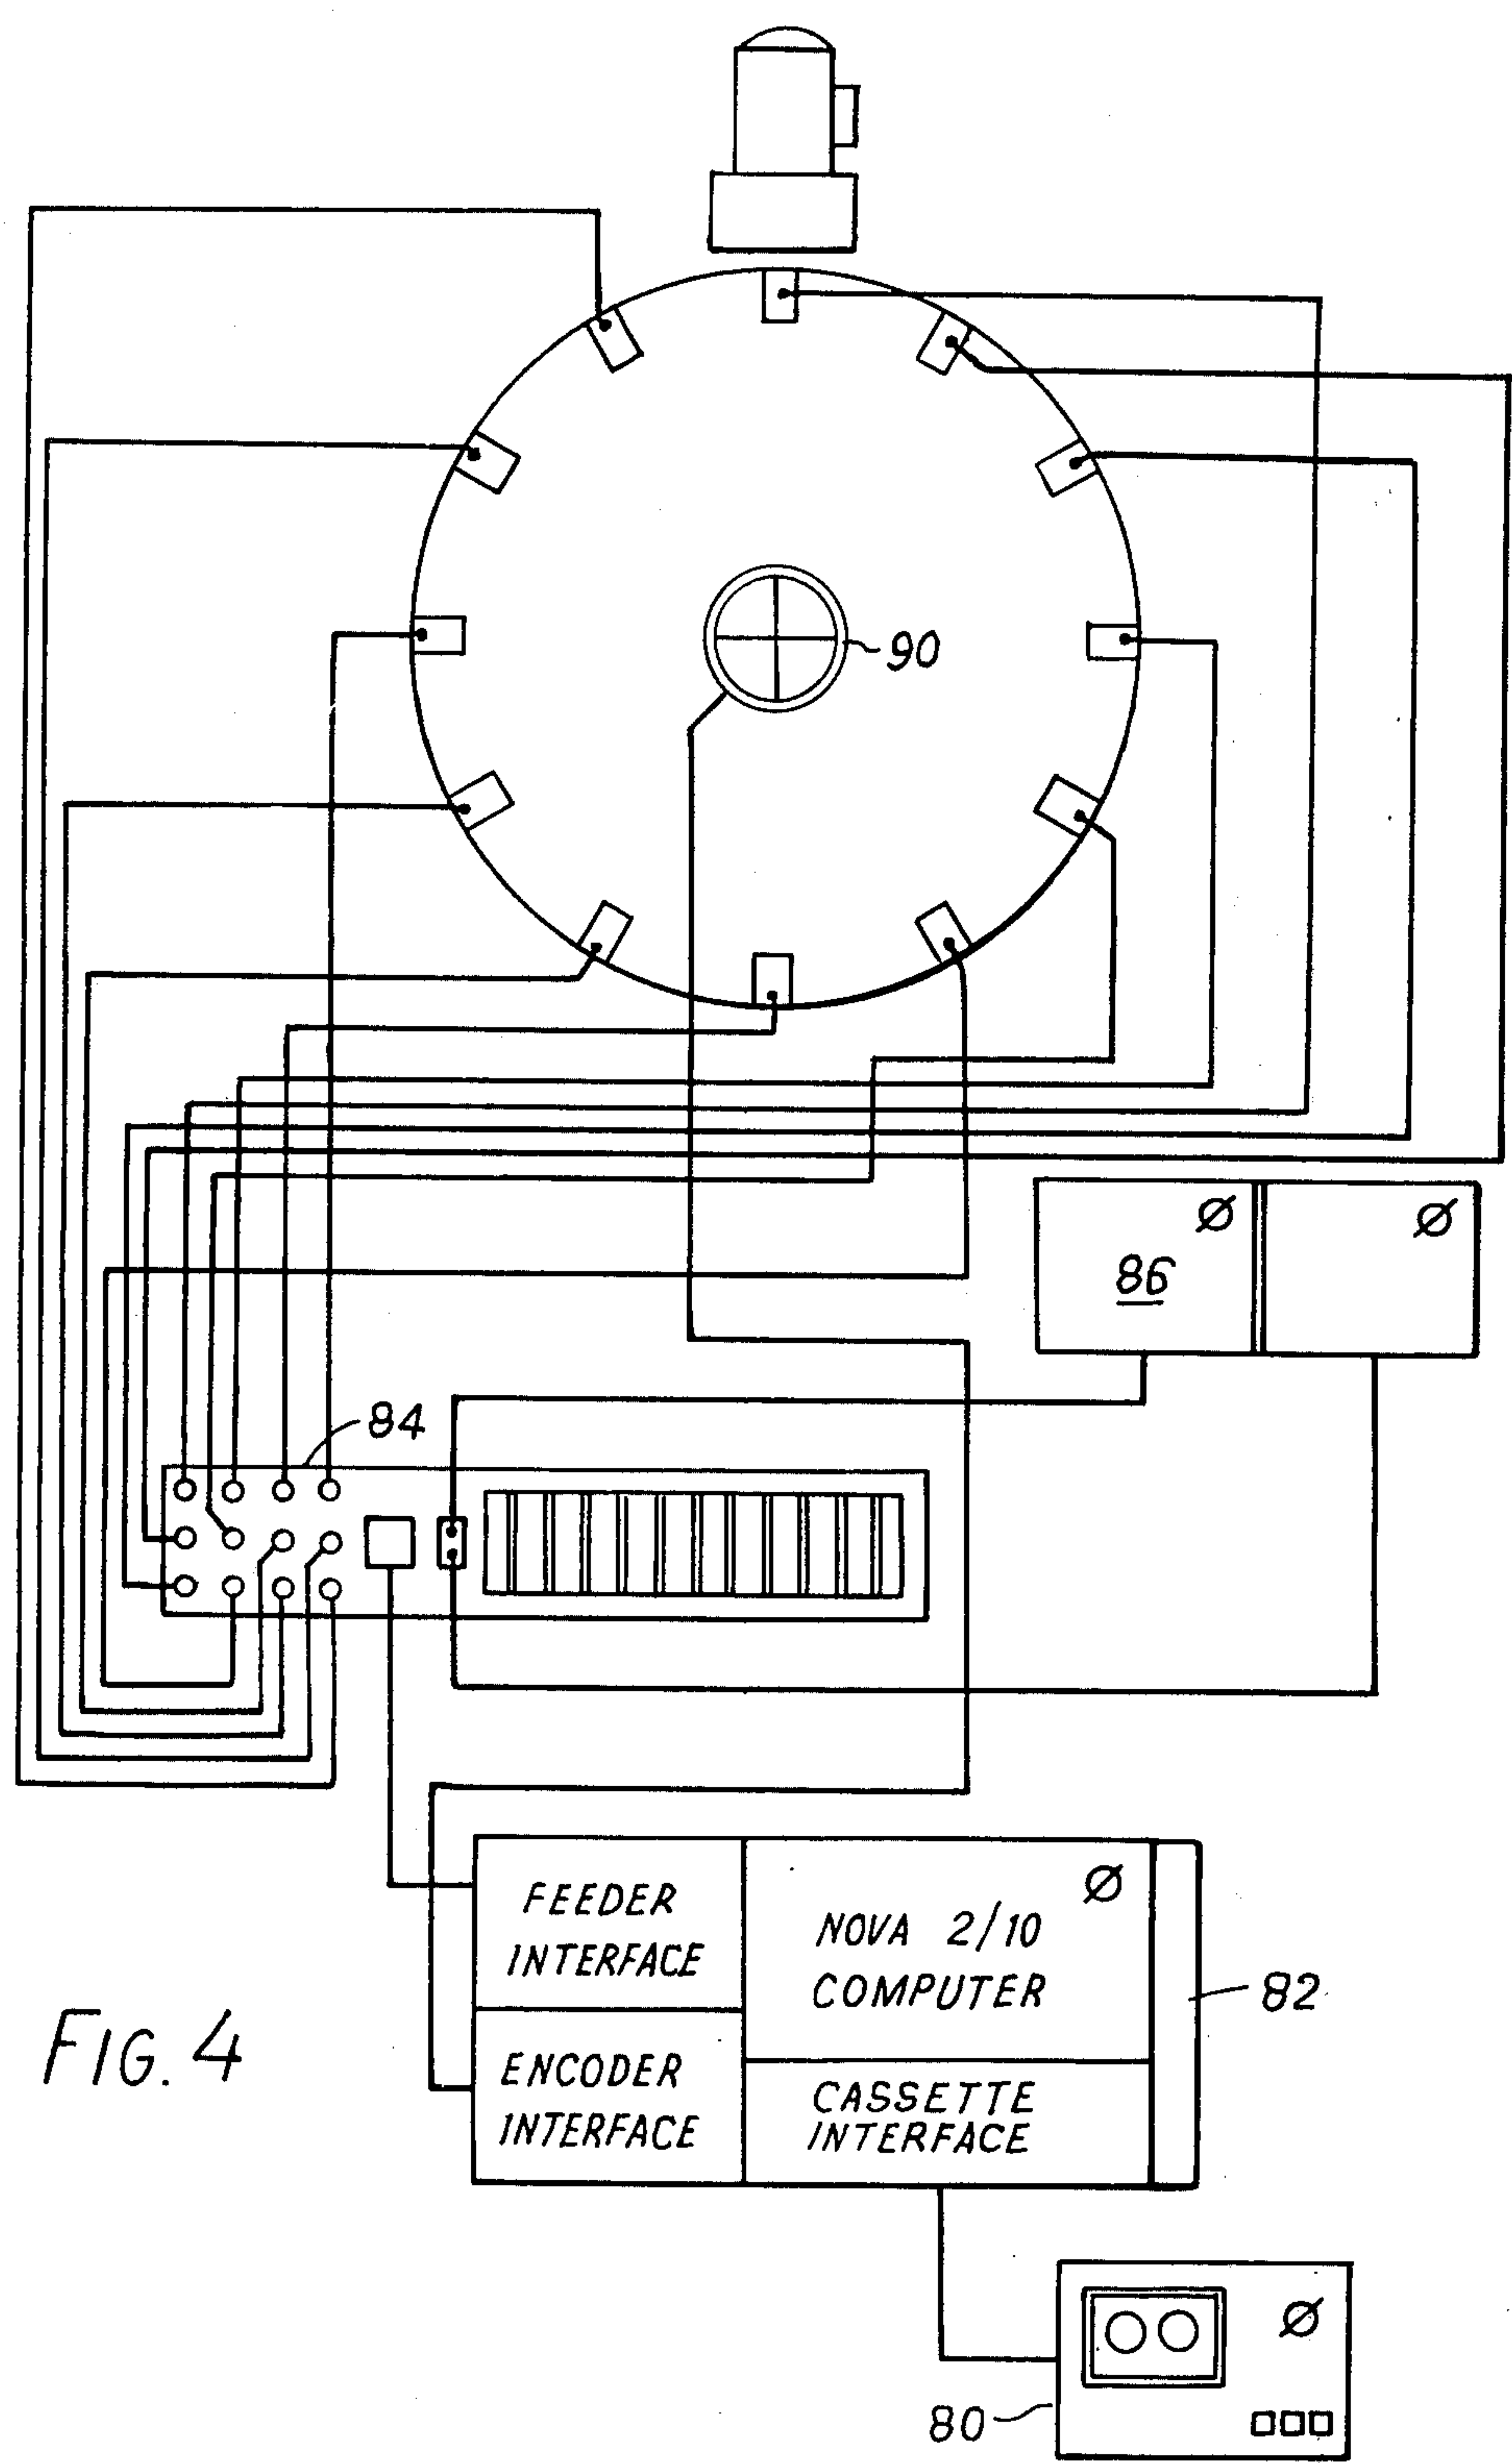 90
86
84
FEEDER
INTERFACE
NOVA 2/10
COMPUTER
82
ENCODER
INTERFACE
CASSETTE
INTERFACE
FIG. 4
80